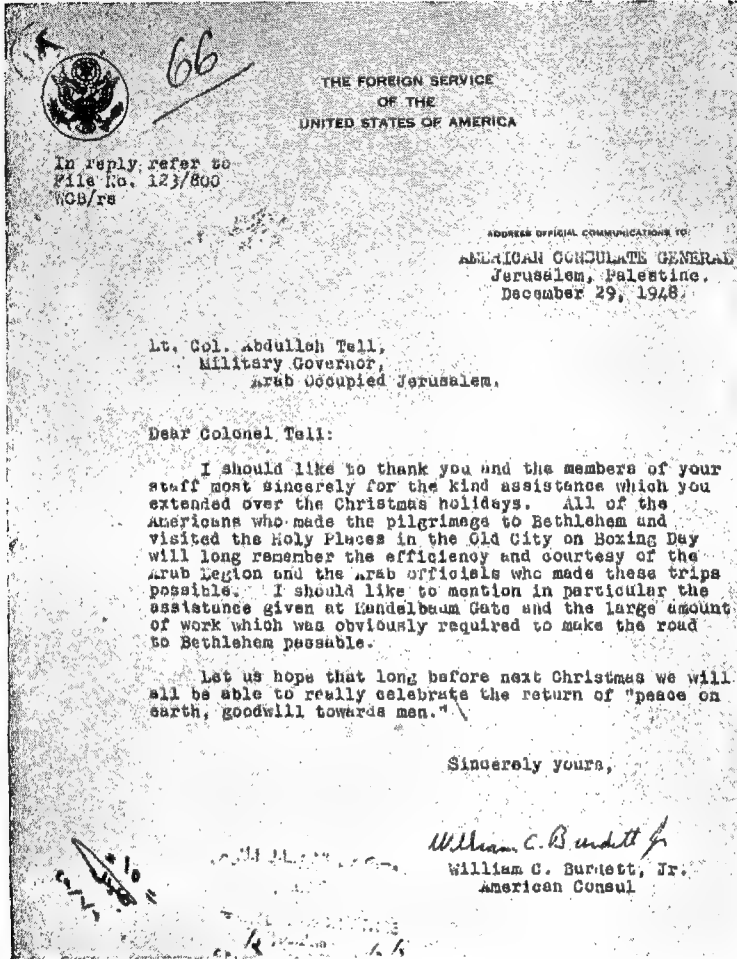 66
THE FOREIGN SERVICE
OF THE
UNITED STATES OF AMERICA
In reply refer to
File No. 123/800
WCB/rs
ADDRESS OFFICIAL COMMUNICATIONS TO
AMERICAN CONSULATE GENERAL
Jerusalem, Palestine.
December 29, 1948.
Lt. Col. Abdullah Tell,
Military Governor,
Arab Occupied Jerusalem.
Dear Colonel Tell:
I should like to thank you and the members of your
staff most sincerely for the kind assistance which you
extended over the Christmas holidays. All of the
Americans who made the pilgrimage to Bethlehem and
visited the Holy Places in the Old City on Boxing Day
will long remember the efficiency and courtesy of the
Arab Legion and the Arab officials who made these trips
possible. I should like to mention in particular the
assistance given at Mandelbaum Gate and the large amount
of work which was obviously required to make the road
to Bethlehem passable.
Let us hope that long before next Christmas we will
all be able to really celebrate the return of "peace on
earth, goodwill towards men."
Sincerely yours,
William C. Burdett Jr
William C. Burdett, Jr.
American Consul